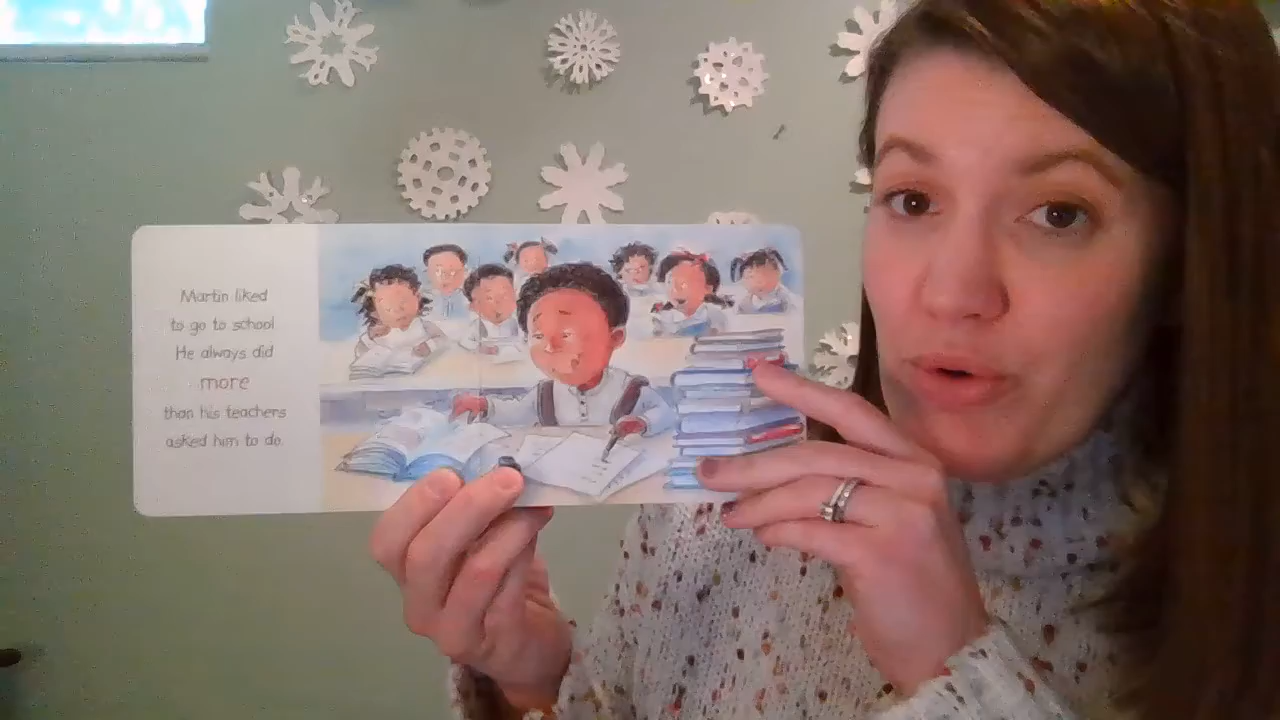 Martin liked
to go to school
He always did
more
than his teachers
asked him to do.